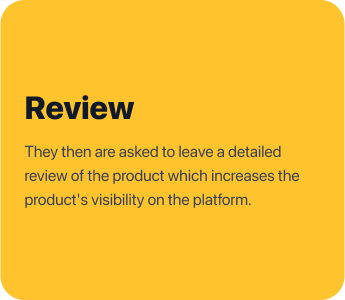 Review
They then are asked to leave a detailed
review of the product which increases the
product's visibility on the platform.